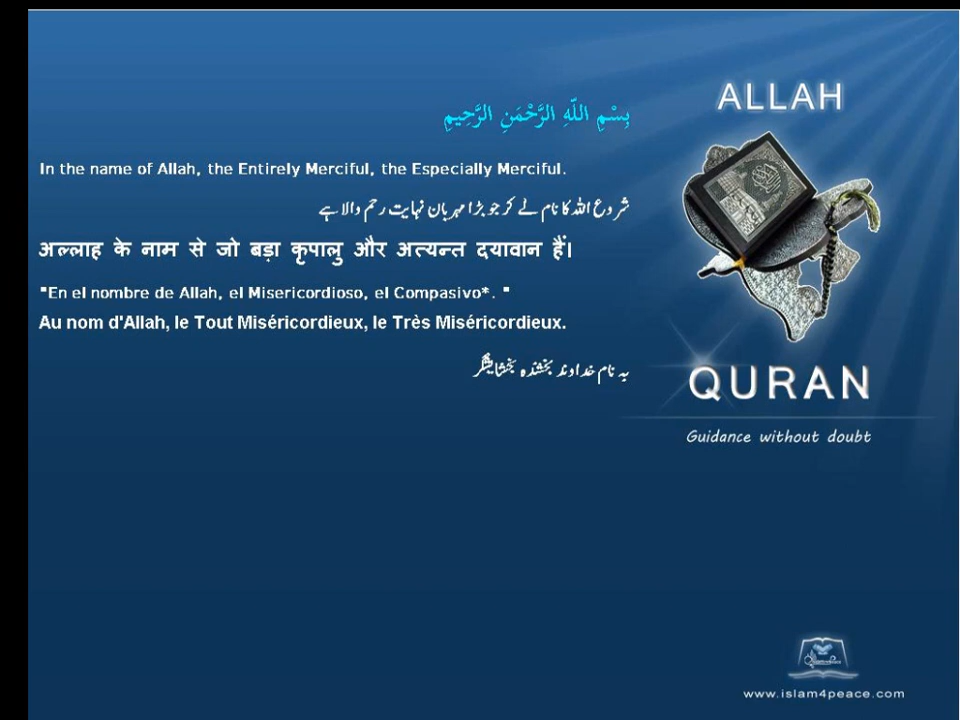 بِسْمِ اللّهِ الرَّحْمَنِ الرَّحِيمِ
In the name of Allah, the Entirely Merciful, the Especially Merciful.
شروع اللہ کا نام لے کر جو بڑا مہربان نہایت رحم والا ہے
अल्लाह के नाम से जो बड़ा कृपालु और अत्यन्त दयावान हैं।
"En el nombre de Allah, el Misericordioso, el Compasivo*. "
Au nom d'Allah, le Tout Miséricordieux, le Très Miséricordieux.
به نام خداوند بخشنده بخشایشگر
ALLAH
QURAN
Guidance without doubt
www.islam4peace.com